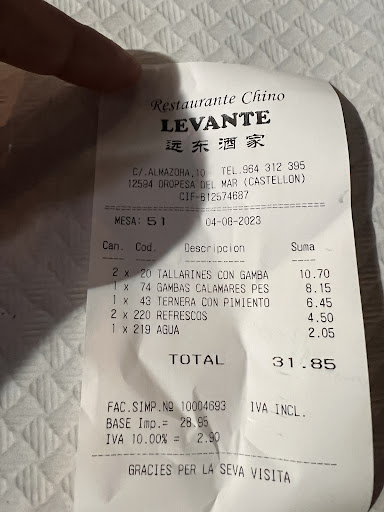 Restaurante Chino
LEVANTE
远东酒家
C/.ALMAZORA,10 TEL.964 312 395
12594 OROPESA DEL MAR (CASTELLON)
CIF-B12574687
MESA: 51 04-08-2023
Can. Cod. Descripcion Suma
2 x 20 TALLARINES CON GAMBA 10.70
1 x 74 GAMBAS CALAMARES PES 8.15
1 x 43 TERNERA CON PIMIENTO 6.45
2 x 220 REFRESCOS 4.50
1 x 219 AGUA 2.05
TOTAL 31.85
FAC.SIMP.Nº 10004693 IVA INCL.
BASE Imp.= 28.95
IVA 10.00% = 2.90
GRACIES PER LA SEVA VISITA